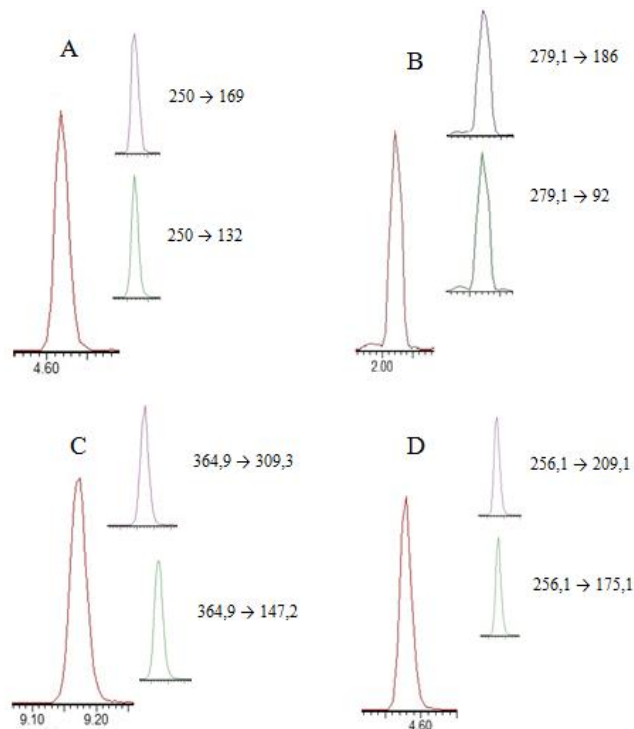 A
250 → 169
250 → 132
4.60
B
279,1 → 186
279,1 → 92
2.00
C
364,9 → 309,3
364,9 → 147,2
9.10 9.20
D
256,1 → 209,1
256,1 → 175,1
4.60